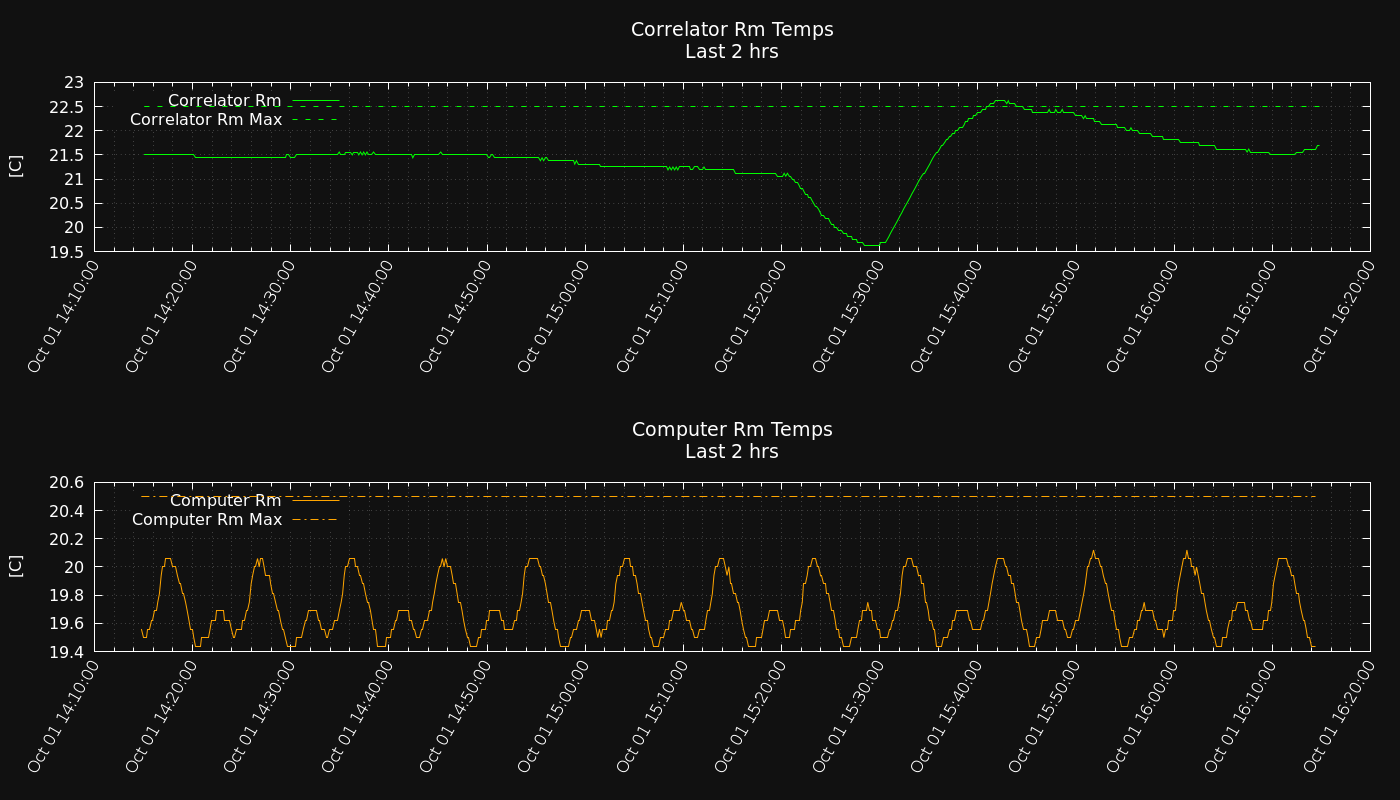 Correlator Rm Temps
Last 2 hrs
[C]
23
22.5
22
21.5
21
20.5
20
19.5
Correlator Rm
Correlator Rm Max
Oct 01 14:10:00
Oct 01 14:20:00
Oct 01 14:30:00
Oct 01 14:40:00
Oct 01 14:50:00
Oct 01 15:00:00
Oct 01 15:10:00
Oct 01 15:20:00
Oct 01 15:30:00
Oct 01 15:40:00
Oct 01 15:50:00
Oct 01 16:00:00
Oct 01 16:10:00
Oct 01 16:20:00
Computer Rm Temps
Last 2 hrs
[C]
20.6
20.4
20.2
20
19.8
19.6
19.4
Computer Rm
Computer Rm Max
Oct 01 14:10:00
Oct 01 14:20:00
Oct 01 14:30:00
Oct 01 14:40:00
Oct 01 14:50:00
Oct 01 15:00:00
Oct 01 15:10:00
Oct 01 15:20:00
Oct 01 15:30:00
Oct 01 15:40:00
Oct 01 15:50:00
Oct 01 16:00:00
Oct 01 16:10:00
Oct 01 16:20:00